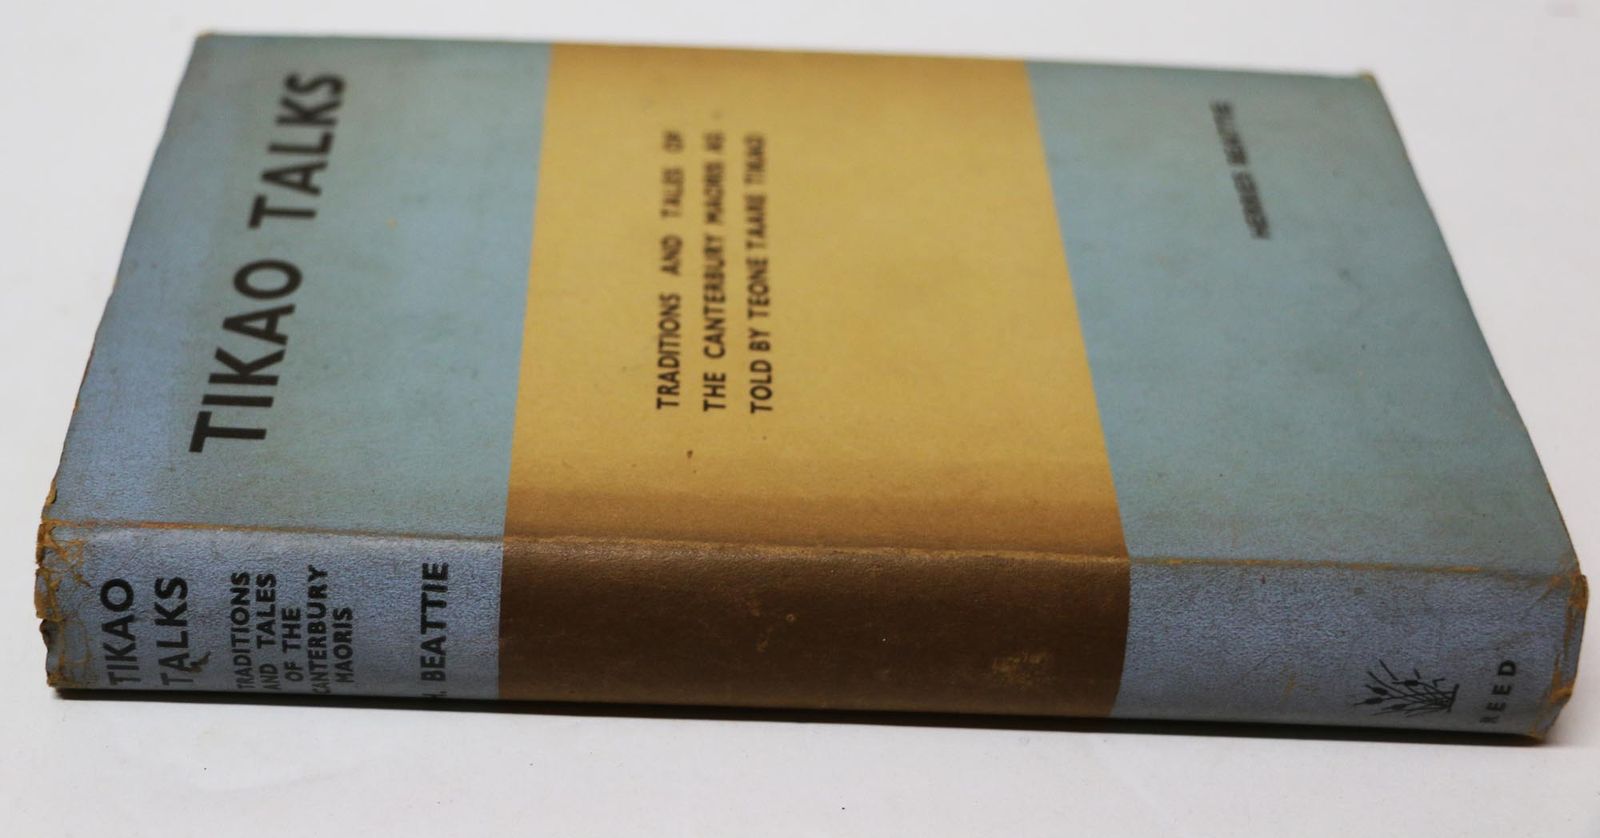 TIKAO TALKS
TRADITIONS AND TALES OF
THE CANTERBURY MAORIS AS
TOLD BY TEONE TAARE TIKAO
HERRIES BEATTIE
TIKAO
TALKS
TRADITIONS
AND TALES
OF THE
CANTERBURY
MAORIS
H. BEATTIE
REED